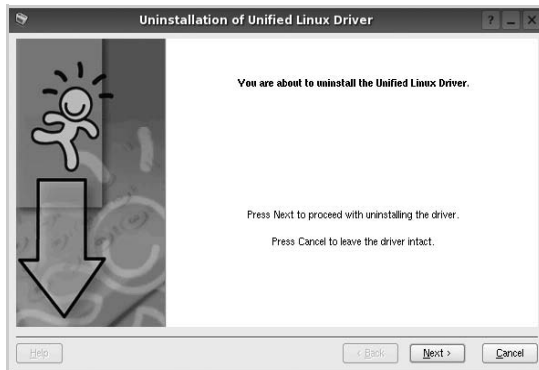 Uninstallation of Unified Linux Driver
You are about to uninstall the Unified Linux Driver.
Press Next to proceed with uninstalling the driver.
Press Cancel to leave the driver intact.
Help
< Back
Next >
Cancel